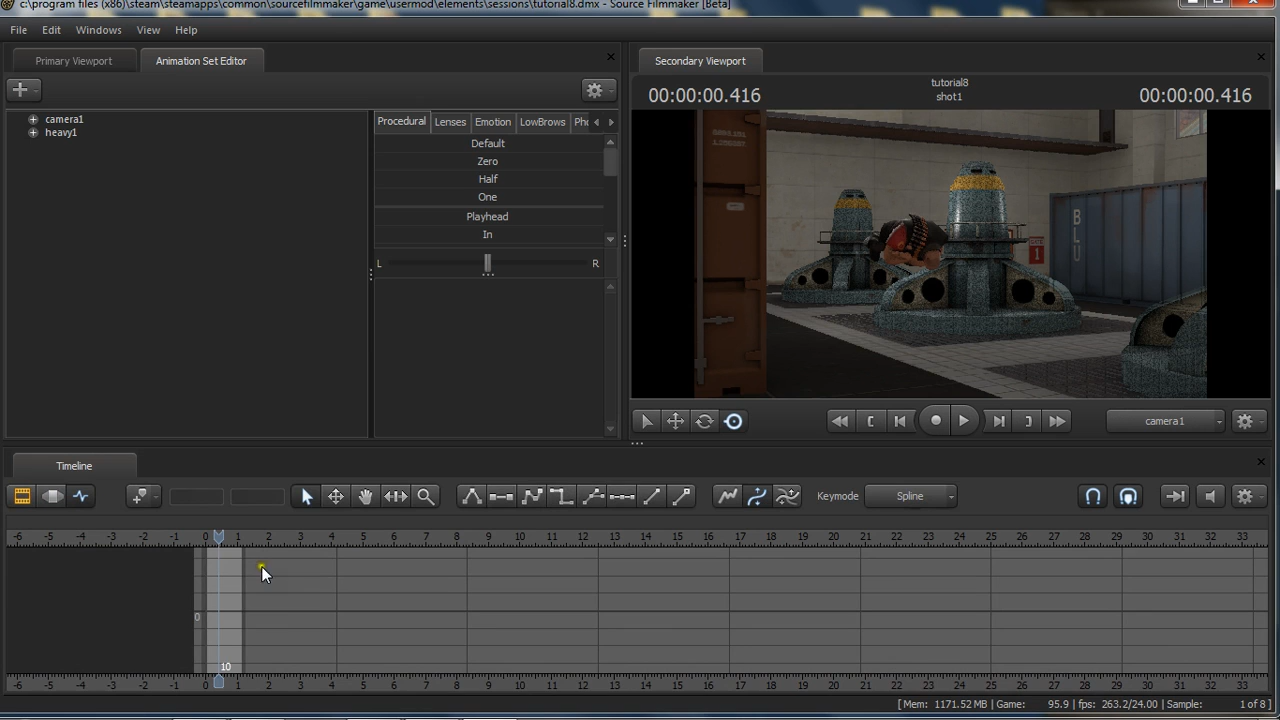 c:\program files (x86)\steam\steamapps\common\sourcefilmmaker\game\usermod\elements\sessions\tutorial8.dmx - Source Filmmaker [Beta]
File Edit Windows View Help
Primary Viewport Animation Set Editor
Secondary Viewport
00:00:00.416 tutorial8 00:00:00.416
shot1
camera1
heavy1
Procedural Lenses Emotion LowBrows Pho
Default
Zero
Half
One
Playhead
In
L R
BLU
1
camera1
Timeline
Keymode Spline
-6 -5 -4 -3 -2 -1 0 1 2 3 4 5 6 7 8 9 10 11 12 13 14 15 16 17 18 19 20 21 22 23 24 25 26 27 28 29 30 31 32 33
0
10
-6 -5 -4 -3 -2 -1 0 1 2 3 4 5 6 7 8 9 10 11 12 13 14 15 16 17 18 19 20 21 22 23 24 25 26 27 28 29 30 31 32 33
[ Mem: 1171.52 MB | Game: 95.9 | fps: 263.2/24.00 | Sample: 1 of 8 ]